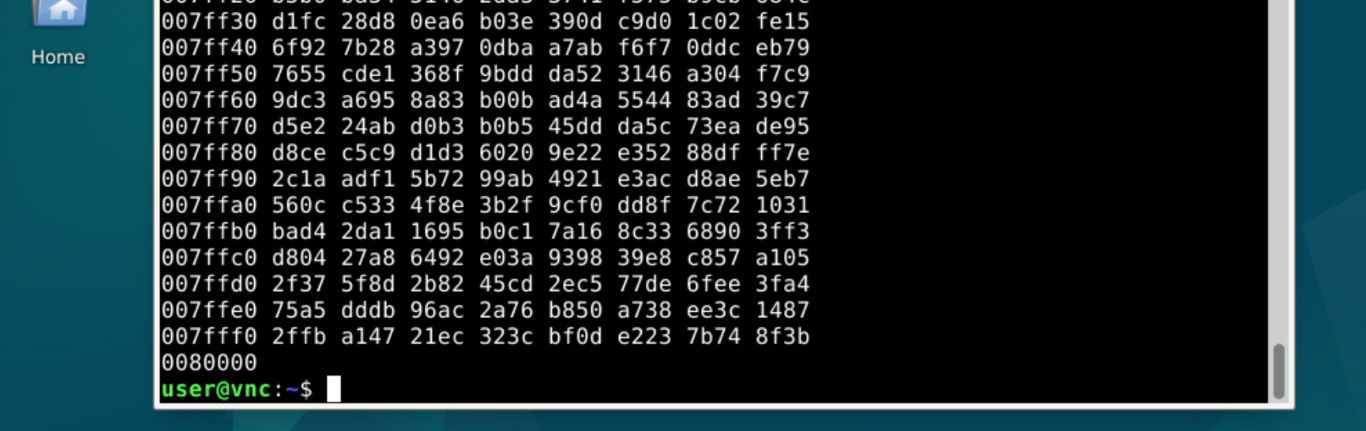 Home
007ff30 d1fc 28d8 0ea6 b03e 390d c9d0 1c02 fe15
007ff40 6f92 7b28 a397 0dba a7ab f6f7 0ddc eb79
007ff50 7655 cde1 368f 9bdd da52 3146 a304 f7c9
007ff60 9dc3 a695 8a83 b00b ad4a 5544 83ad 39c7
007ff70 d5e2 24ab d0b3 b0b5 45dd da5c 73ea de95
007ff80 d8ce c5c9 d1d3 6020 9e22 e352 88df ff7e
007ff90 2c1a adf1 5b72 99ab 4921 e3ac d8ae 5eb7
007ffa0 560c c533 4f8e 3b2f 9cf0 dd8f 7c72 1031
007ffb0 bad4 2da1 1695 b0c1 7a16 8c33 6890 3ff3
007ffc0 d804 27a8 6492 e03a 9398 39e8 c857 a105
007ffd0 2f37 5f8d 2b82 45cd 2ec5 77de 6fee 3fa4
007ffe0 75a5 dddb 96ac 2a76 b850 a738 ee3c 1487
007fff0 2ffb a147 21ec 323c bf0d e223 7b74 8f3b
0080000
user@vnc:~$